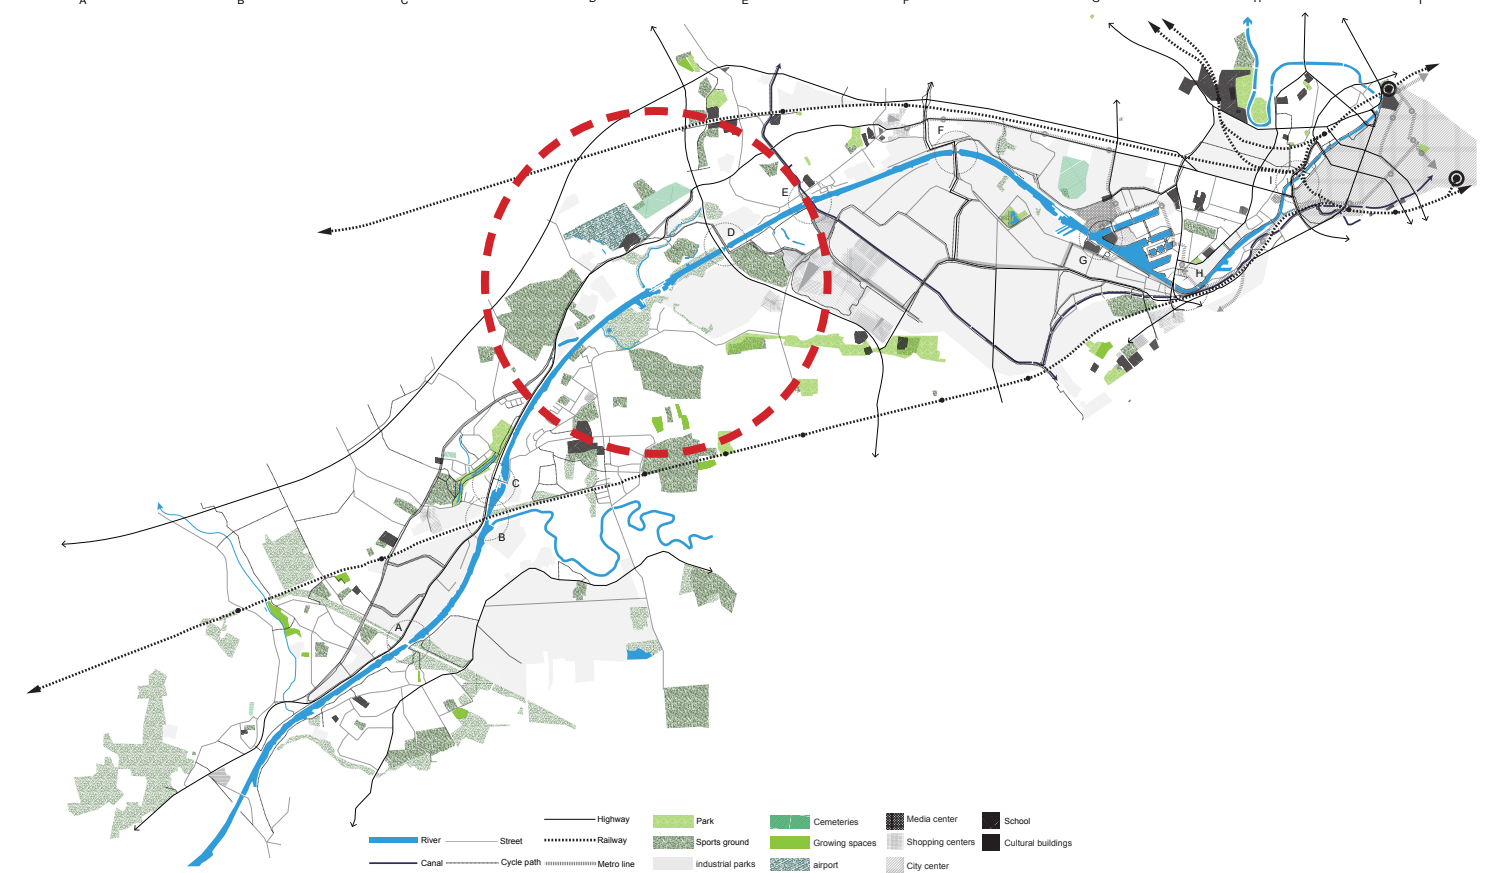 A B C D E F G H I
F
E
I
D
G
H
C
B
A
Highway
Park
Cemeteries
Media center
School
River
Street
Railway
Sports ground
Growing spaces
Shopping centers
Cultural buildings
Canal
Cycle path
Metro line
industrial parks
airport
City center